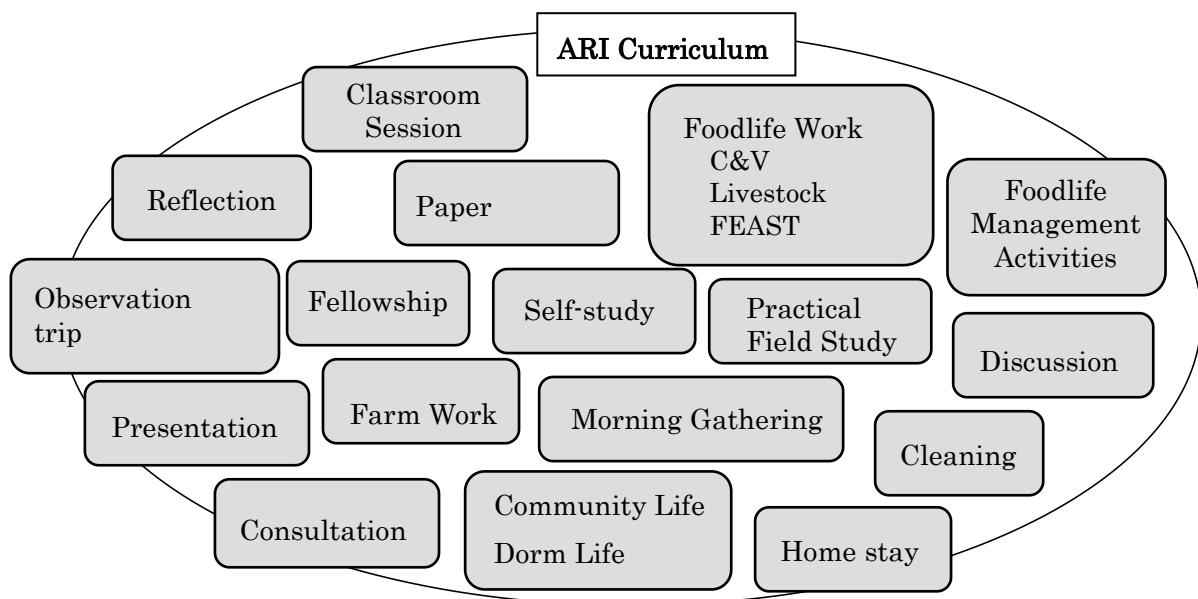 ARI Curriculum
Classroom
Session
Foodlife Work
C&V
Livestock
FEAST
Reflection
Paper
Foodlife
Management
Activities
Observation
trip
Fellowship
Self-study
Practical
Field Study
Discussion
Presentation
Farm Work
Morning Gathering
Cleaning
Consultation
Community Life
Dorm Life
Home stay